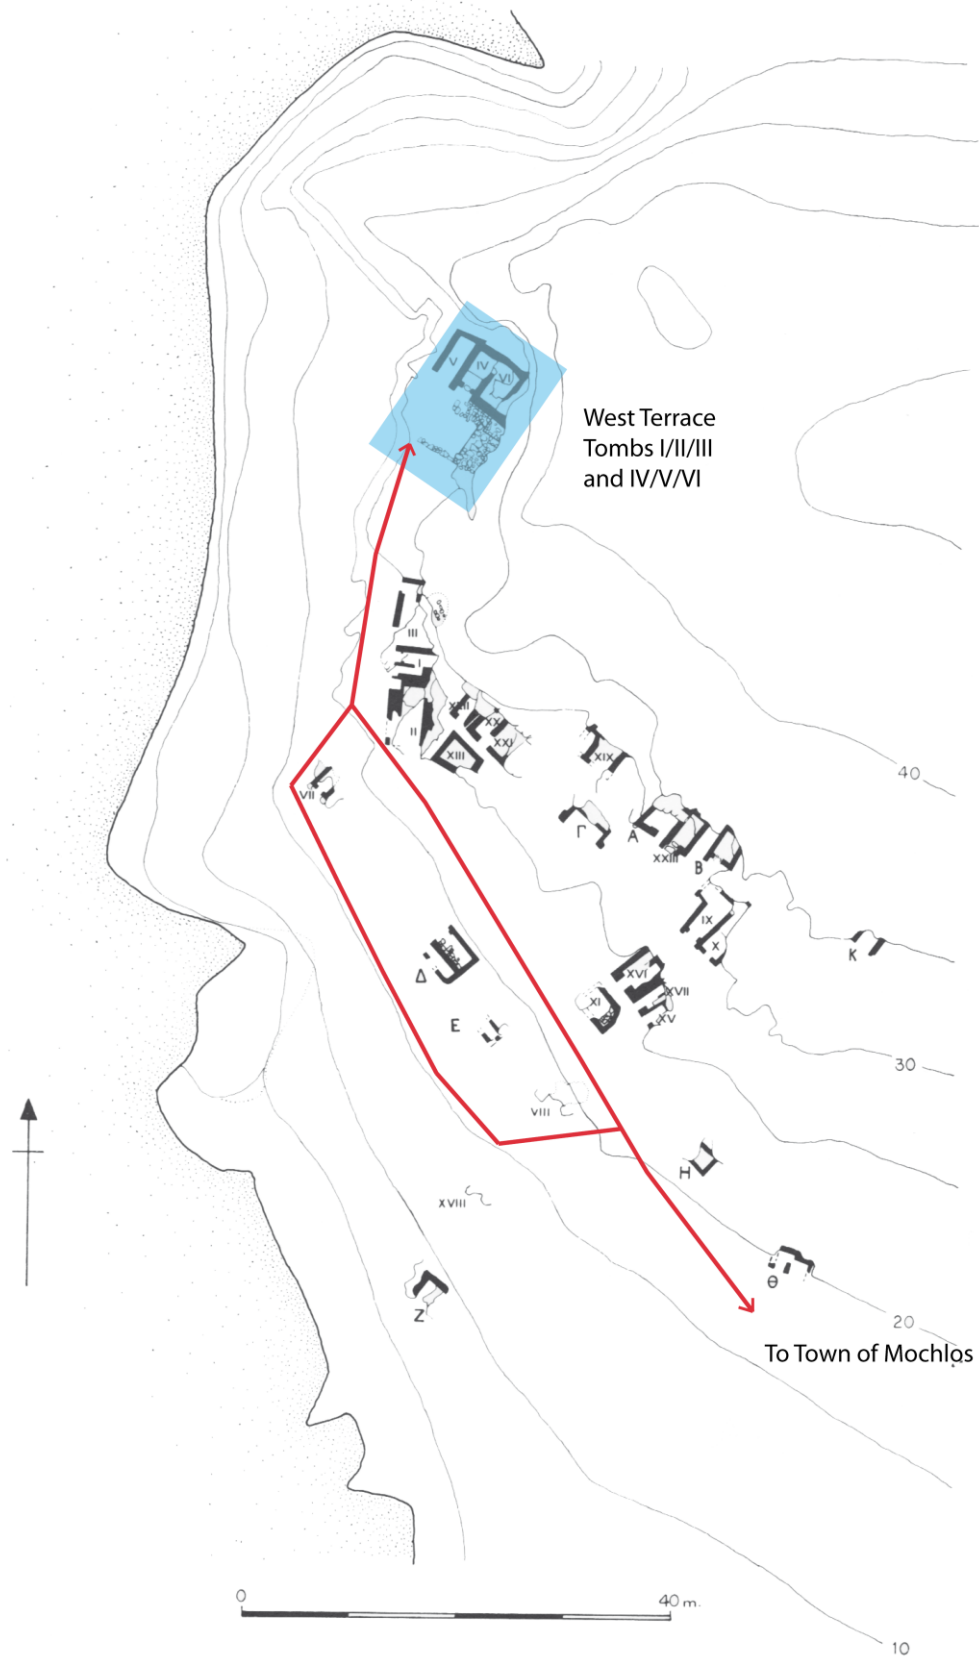 V
IV
VI
West Terrace
Tombs I/II/III
and IV/V/VI
III
I
II
XXII
XX
XXI
XIII
XIX
40
VII
Γ
A
XXIII
B
IX
X
K
Δ
XVI
XI
XVII
XV
E
30
VIII
H
XVIII
Θ
Z
20
To Town of Mochlos
0
40 m.
10